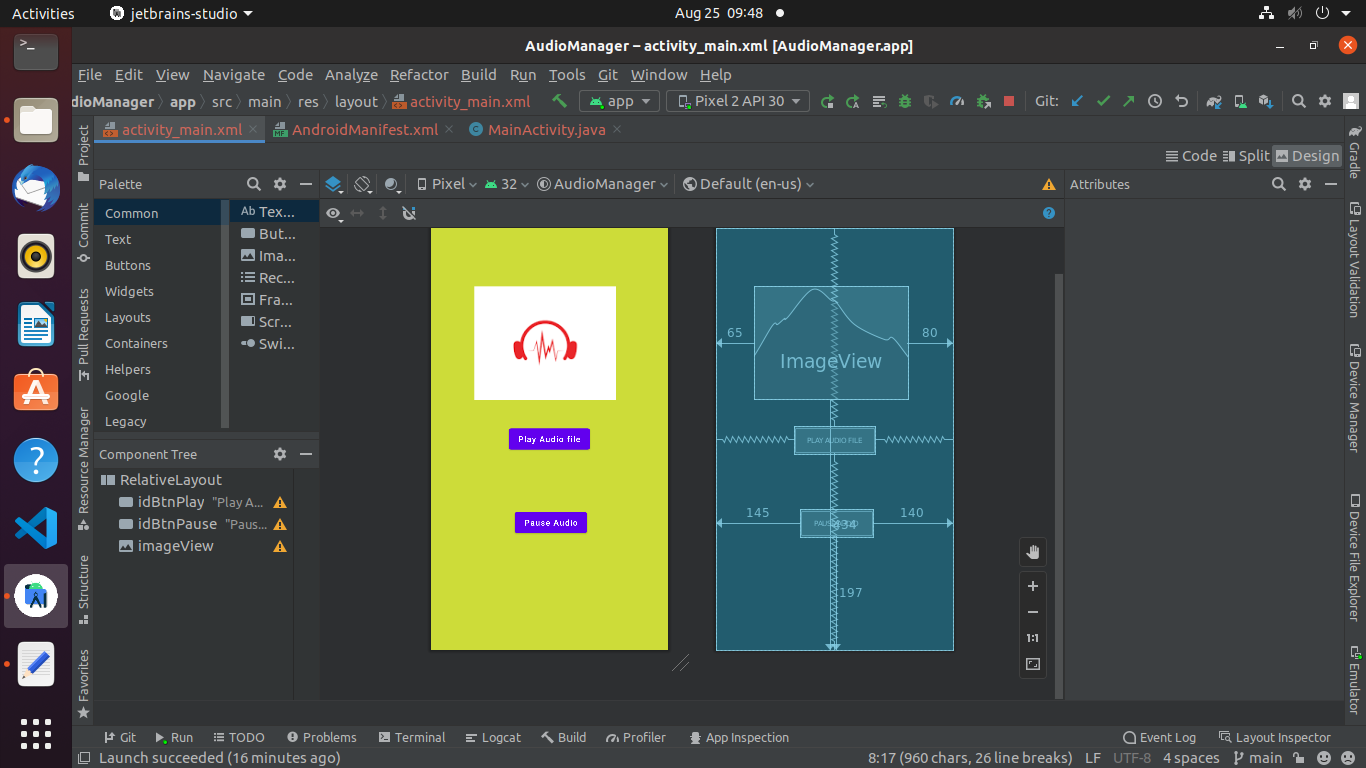 Activities jetbrains-studio Aug 25 09:48
AudioManager – activity_main.xml [AudioManager.app]
File Edit View Navigate Code Analyze Refactor Build Run Tools Git Window Help
dioManager app src main res layout activity_main.xml app Pixel 2 API 30 Git:
activity_main.xml AndroidManifest.xml MainActivity.java
Code Split Design
Palette Pixel 32 AudioManager Default (en-us) Attributes
Common
Text
Buttons
Widgets
Layouts
Containers
Helpers
Google
Legacy
Ab Tex...
But...
Ima...
Rec...
Fra...
Scr...
Swi...
Component Tree
RelativeLayout
idBtnPlay "Play A...
idBtnPause "Paus...
imageView
Play Audio file
Pause Audio
65 80
ImageView
PLAY AUDIO FILE
145 140
434
197
1:1
Project
Commit
Pull Requests
Resource Manager
Structure
Favorites
Gradle
Layout Validation
Device Manager
Device File Explorer
Emulator
Git Run TODO Problems Terminal Logcat Build Profiler App Inspection Event Log Layout Inspector
Launch succeeded (16 minutes ago) 8:17 (960 chars, 26 line breaks) LF UTF-8 4 spaces main